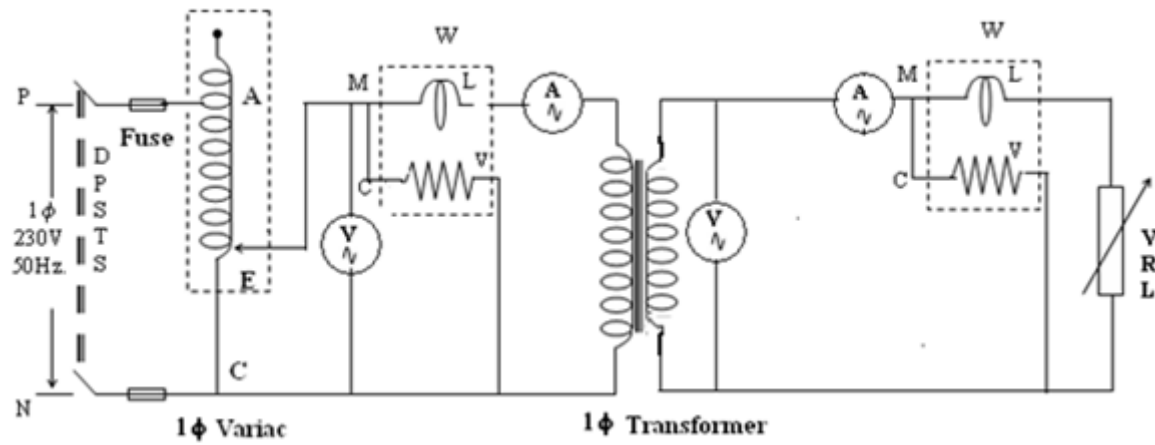 W
W
M
L
M
L
A
A
A
P
Fuse
D
P
S
T
S
V
V
C
C
1ϕ
230V
50Hz.
V
V
V
R
L
E
C
N
1ϕ Variac
1ϕ Transformer